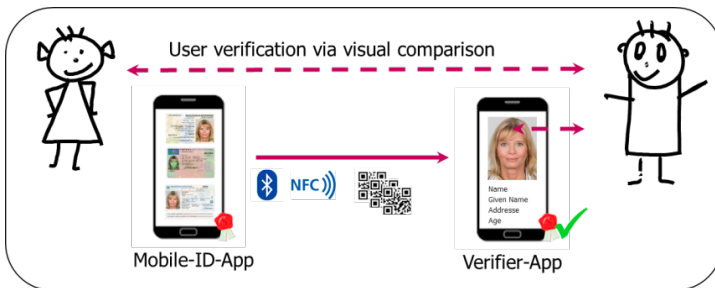 User verification via visual comparison
NFC
Name
Given Name
Addresse
Age
Mobile-ID-App
Verifier-App